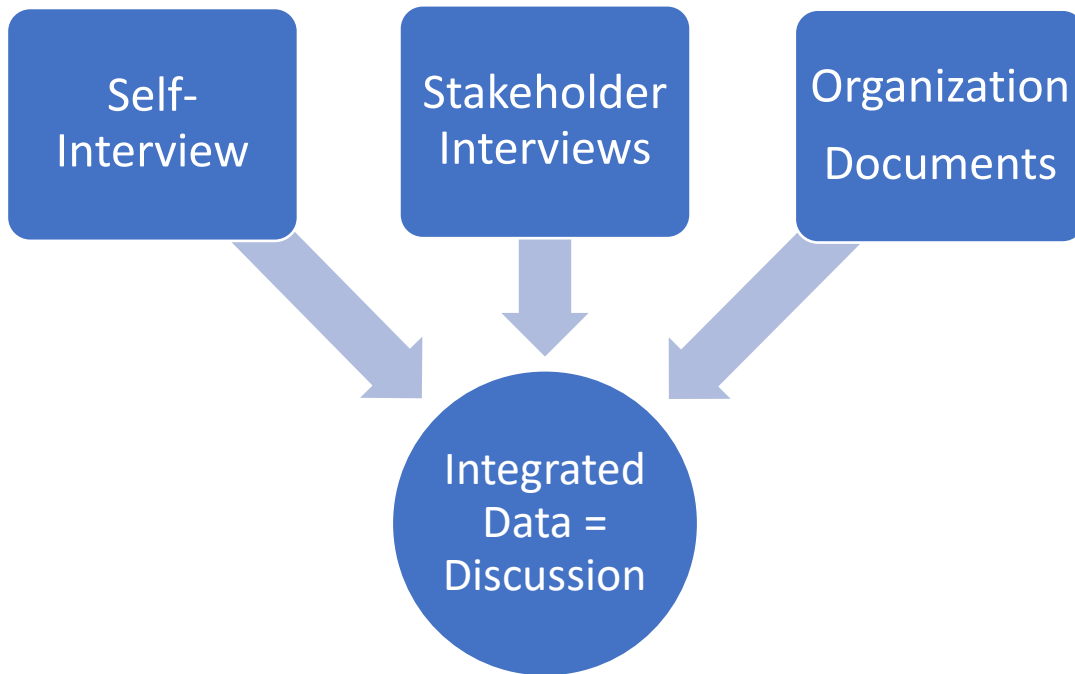 Self-
Interview
Stakeholder
Interviews
Organization
Documents
Integrated
Data =
Discussion